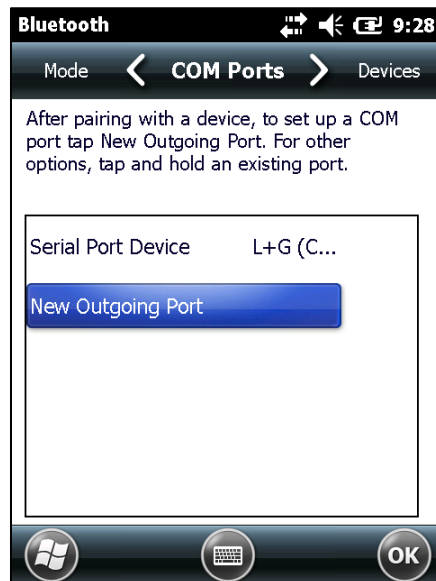 Bluetooth 9:28
Mode COM Ports Devices
After pairing with a device, to set up a COM
port tap New Outgoing Port. For other
options, tap and hold an existing port.
Serial Port Device L+G (C...
New Outgoing Port
OK